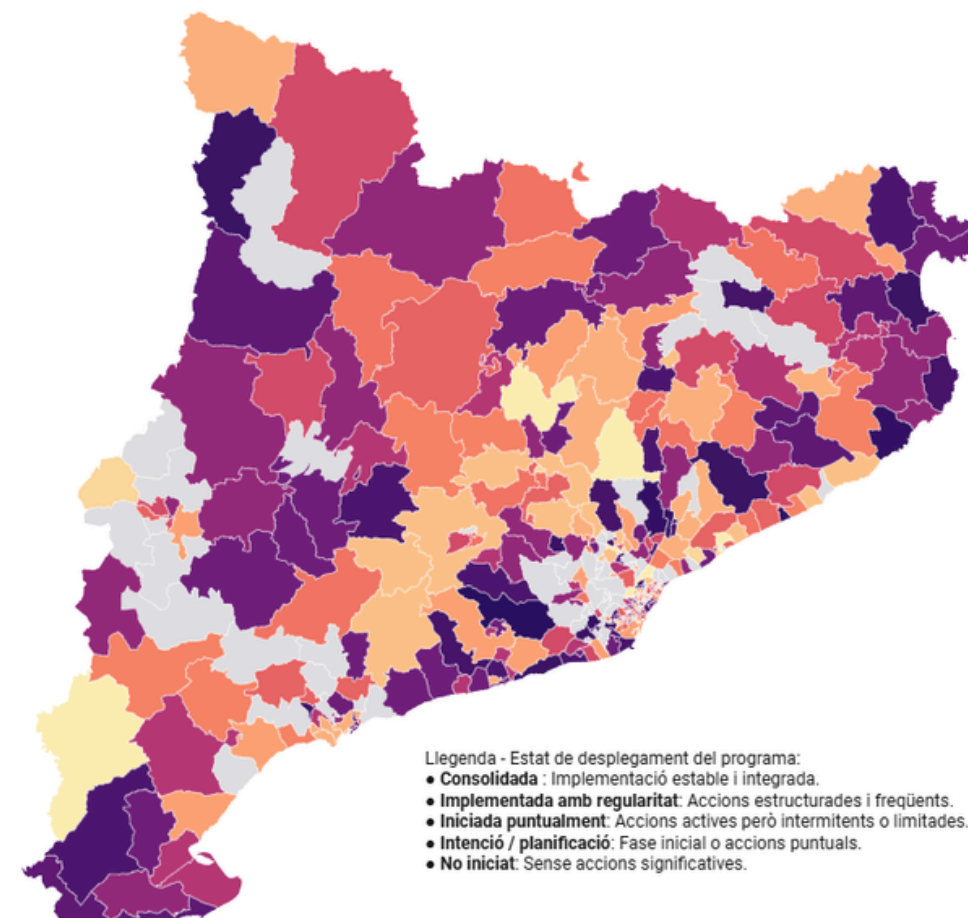 Llegenda - Estat de desplegament del programa:
● Consolidada : Implementació estable i integrada.
● Implementada amb regularitat: Accions estructurades i freqüents.
● Iniciada puntualment: Accions actives però intermitents o limitades.
● Intenció / planificació: Fase inicial o accions puntuals.
● No iniciat: Sense accions significatives.